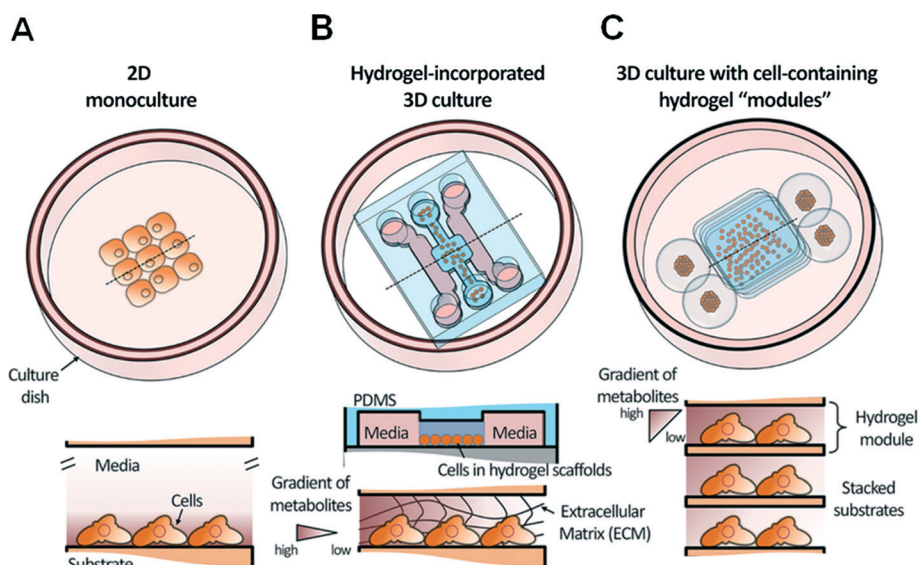 A
2D
monoculture
Culture
dish
Media
Cells
Substrate
B
Hydrogel-incorporated
3D culture
PDMS
Media
Media
Cells in hydrogel scaffolds
Gradient of
metabolites
high
low
Extracellular
Matrix (ECM)
C
3D culture with cell-containing
hydrogel “modules”
Gradient of
metabolites
high
low
Hydrogel
module
Stacked
substrates